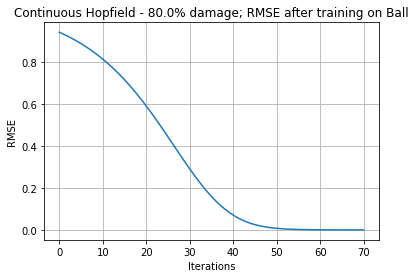 Continuous Hopfield - 80.0% damage; RMSE after training on Ball
0.8
0.6
0.4
0.2
0.0
RMSE
0 10 20 30 40 50 60 70
Iterations